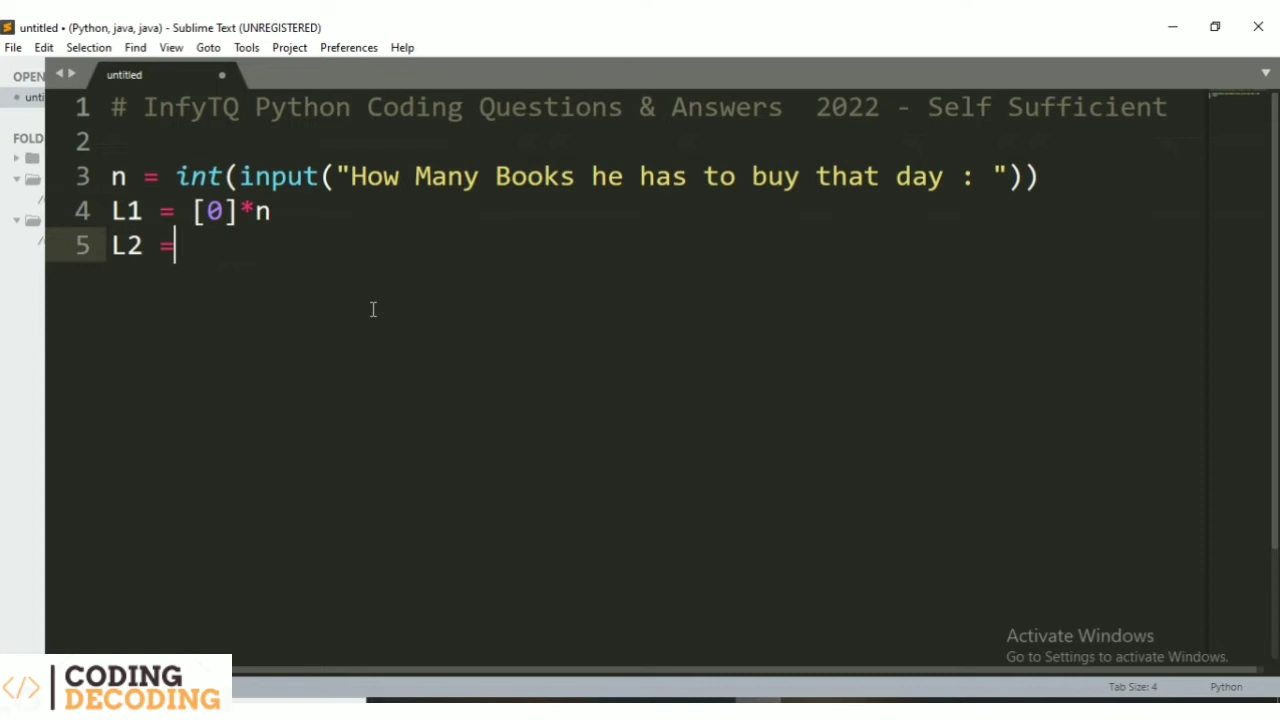 untitled • (Python, java, java) - Sublime Text (UNREGISTERED)
File Edit Selection Find View Goto Tools Project Preferences Help
OPEN
untitled
unti
FOLD
1 # InfyTQ Python Coding Questions & Answers  2022 - Self Sufficient
2
3 n = int(input("How Many Books he has to buy that day : "))
4 L1 = [0]*n
5 L2 =
Activate Windows
Go to Settings to activate Windows.
</> CODING
DECODING
Tab Size: 4 Python